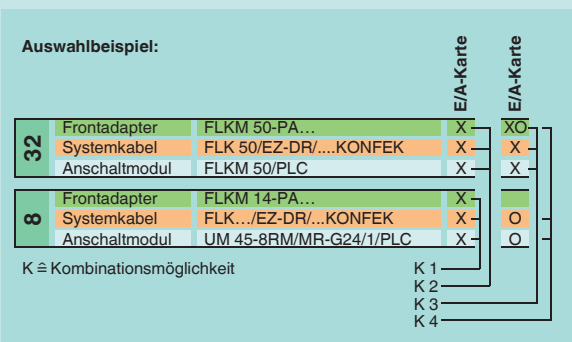 Auswahlbeispiel:
E/A-Karte
E/A-Karte
32
Frontadapter FLKM 50-PA… X XO
Systemkabel FLK 50/EZ-DR/....KONFEK X X
Anschaltmodul FLKM 50/PLC X X
8
Frontadapter FLKM 14-PA… X
Systemkabel FLK…/EZ-DR/...KONFEK X O
Anschaltmodul UM 45-8RM/MR-G24/1/PLC X O
K ≙ Kombinationsmöglichkeit
K 1
K 2
K 3
K 4